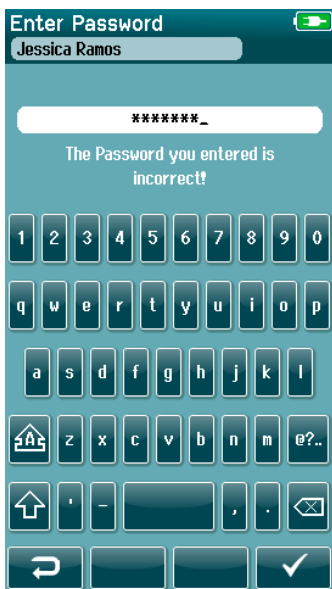 Enter Password
Jessica Ramos
*******_
The Password you entered is
incorrect!
1 2 3 4 5 6 7 8 9 0
q w e r t y u i o p
a s d f g h j k l
A z x c v b n m @?..
' - , .